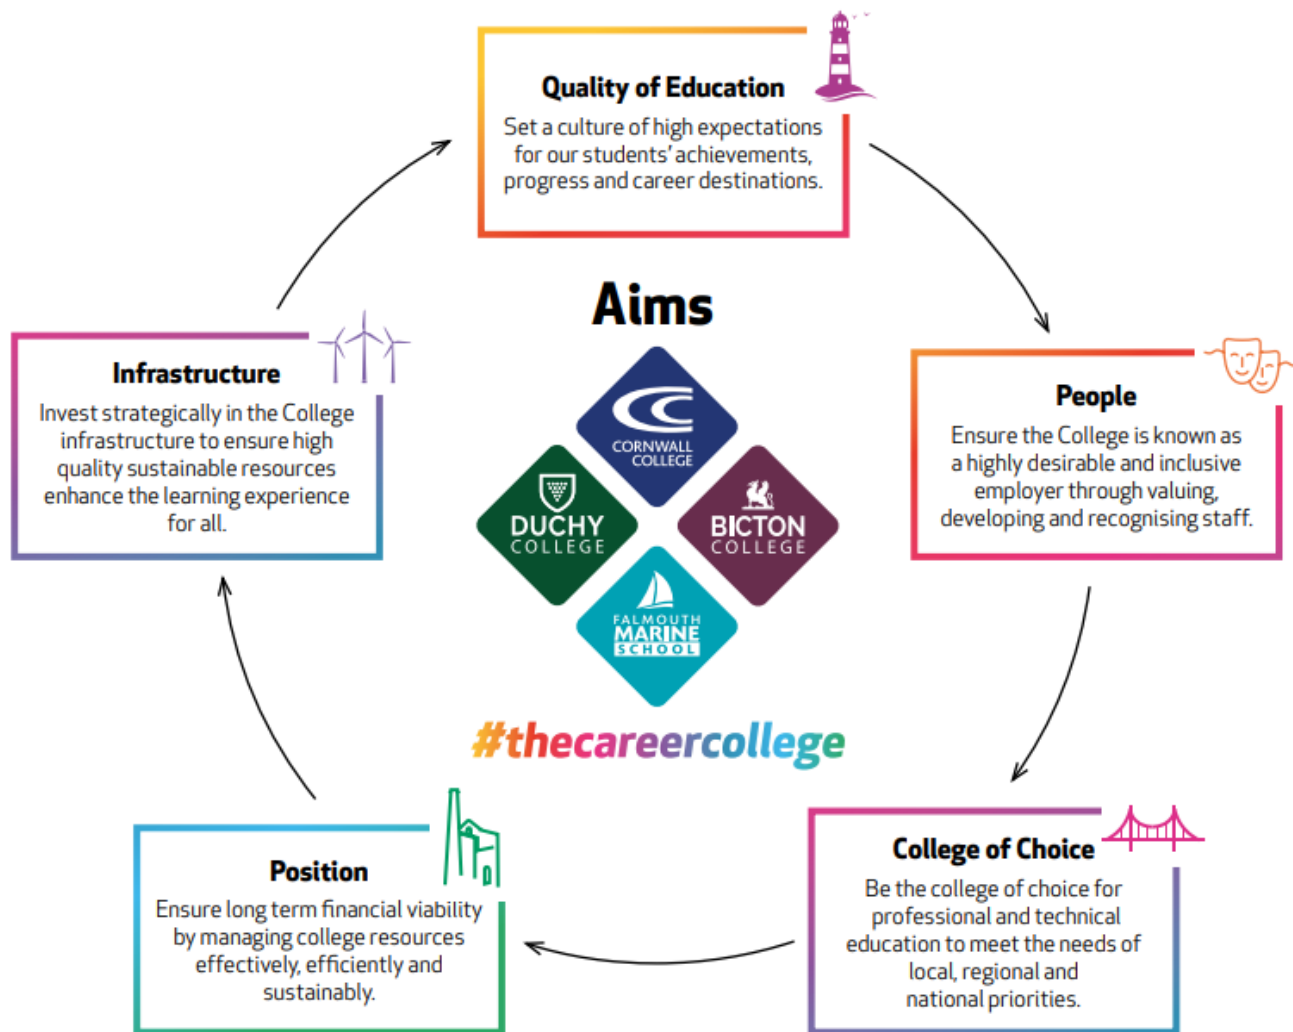 Quality of Education
Set a culture of high expectations
for our students' achievements,
progress and career destinations.
Aims
Infrastructure
Invest strategically in the College
infrastructure to ensure high
quality sustainable resources
enhance the learning experience
for all.
People
Ensure the College is known as
a highly desirable and inclusive
employer through valuing,
developing and recognising staff.
CORNWALL
COLLEGE
DUCHY
COLLEGE
BICTON
COLLEGE
FALMOUTH
MARINE
SCHOOL
#thecareercollege
Position
Ensure long term financial viability
by managing college resources
effectively, efficiently and
sustainably.
College of Choice
Be the college of choice for
professional and technical
education to meet the needs of
local, regional and
national priorities.